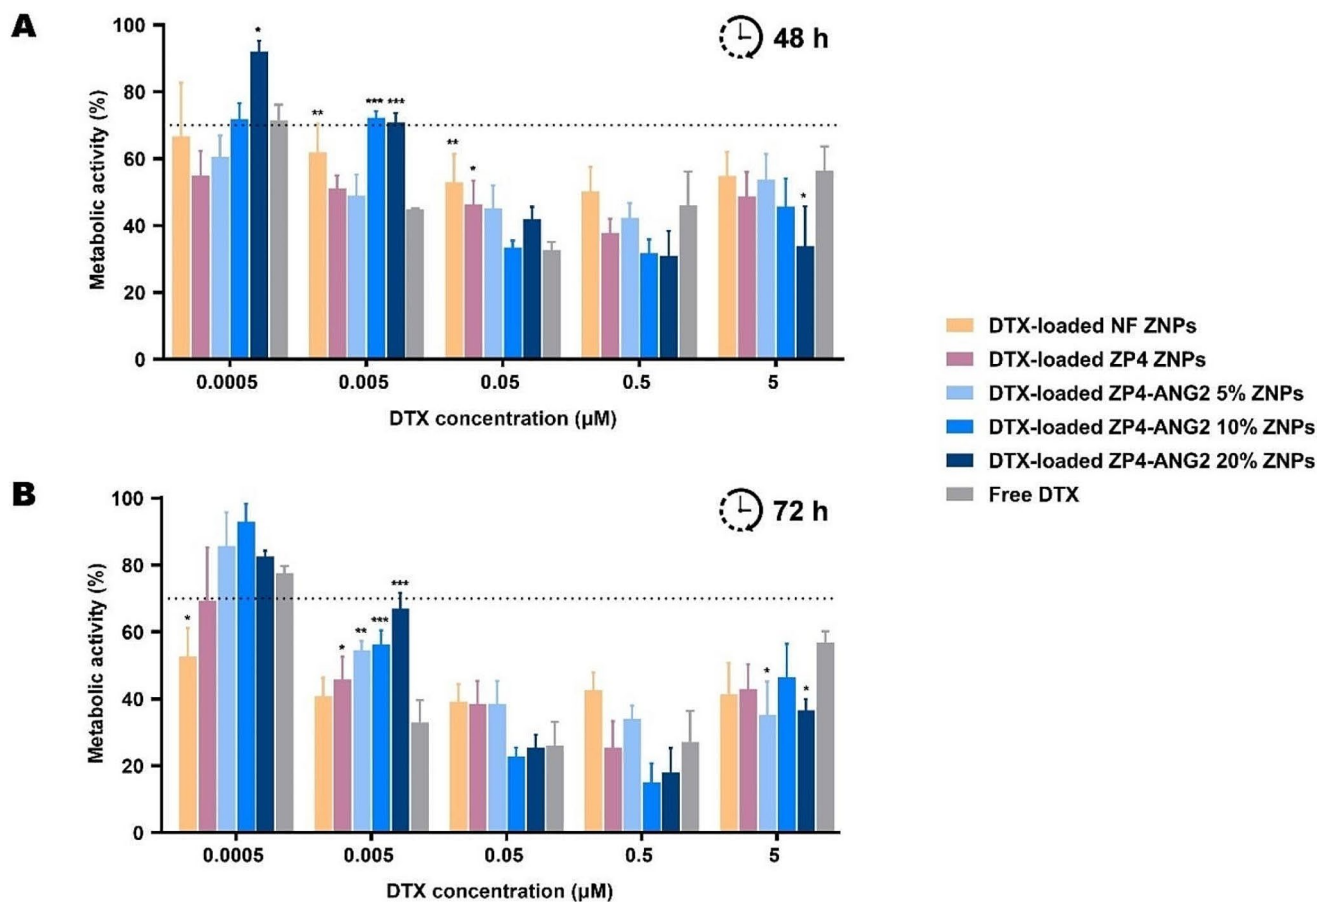 A
48 h
Metabolic activity (%)
100
80
60
40
20
0
*
** *** ***
** *
*
0.0005 0.005 0.05 0.5 5
DTX concentration (µM)
DTX-loaded NF ZNPs
DTX-loaded ZP4 ZNPs
DTX-loaded ZP4-ANG2 5% ZNPs
DTX-loaded ZP4-ANG2 10% ZNPs
DTX-loaded ZP4-ANG2 20% ZNPs
Free DTX
B
72 h
Metabolic activity (%)
100
80
60
40
20
0
*
* ** *** ***
* *
0.0005 0.005 0.05 0.5 5
DTX concentration (µM)